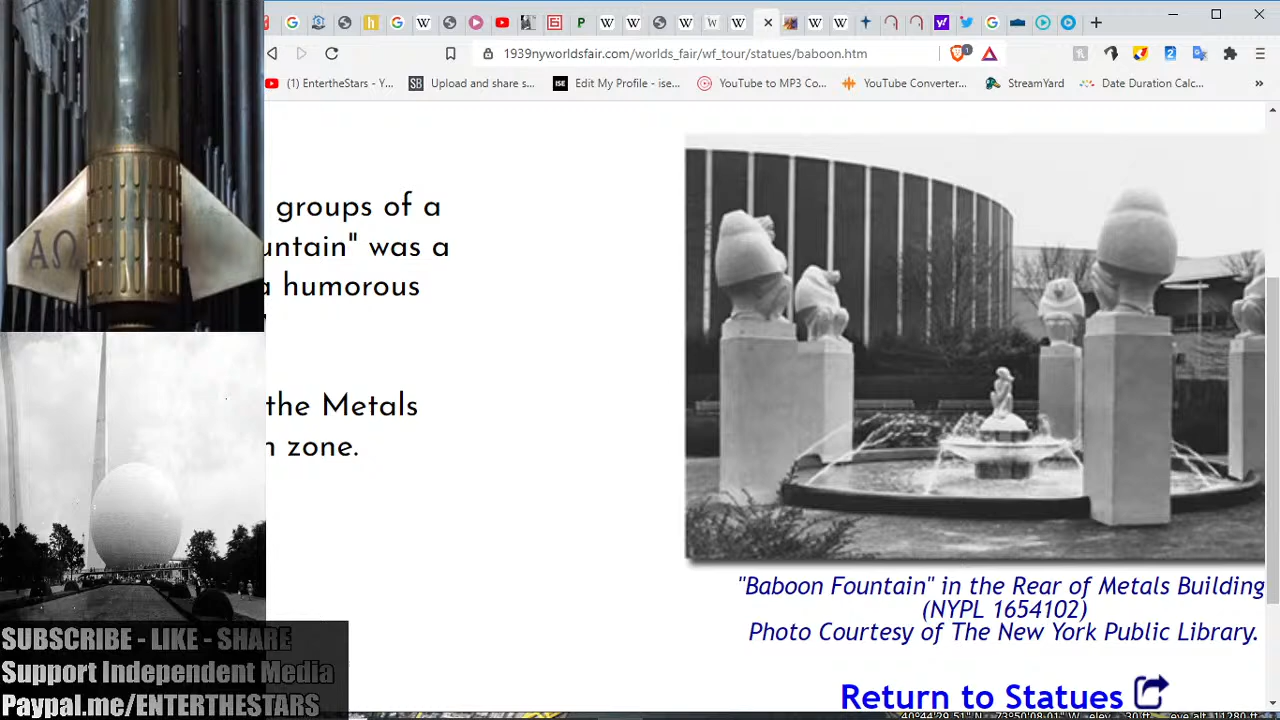 1939nyworldsfair.com/worlds_fair/wf_tour/statues/baboon.htm
(1) EntertheStars - Y... Upload and share s... ISE Edit My Profile - ise... YouTube to MP3 Co... YouTube Converter... StreamYard Date Duration Calc... »
ΑΩ
groups of a
untain" was a
a humorous
the Metals
n zone.
"Baboon Fountain" in the Rear of Metals Building
(NYPL 1654102)
Photo Courtesy of The New York Public Library.
Return to Statues
SUBSCRIBE - LIKE - SHARE
Support Independent Media
Paypal.me/ENTERTHESTARS